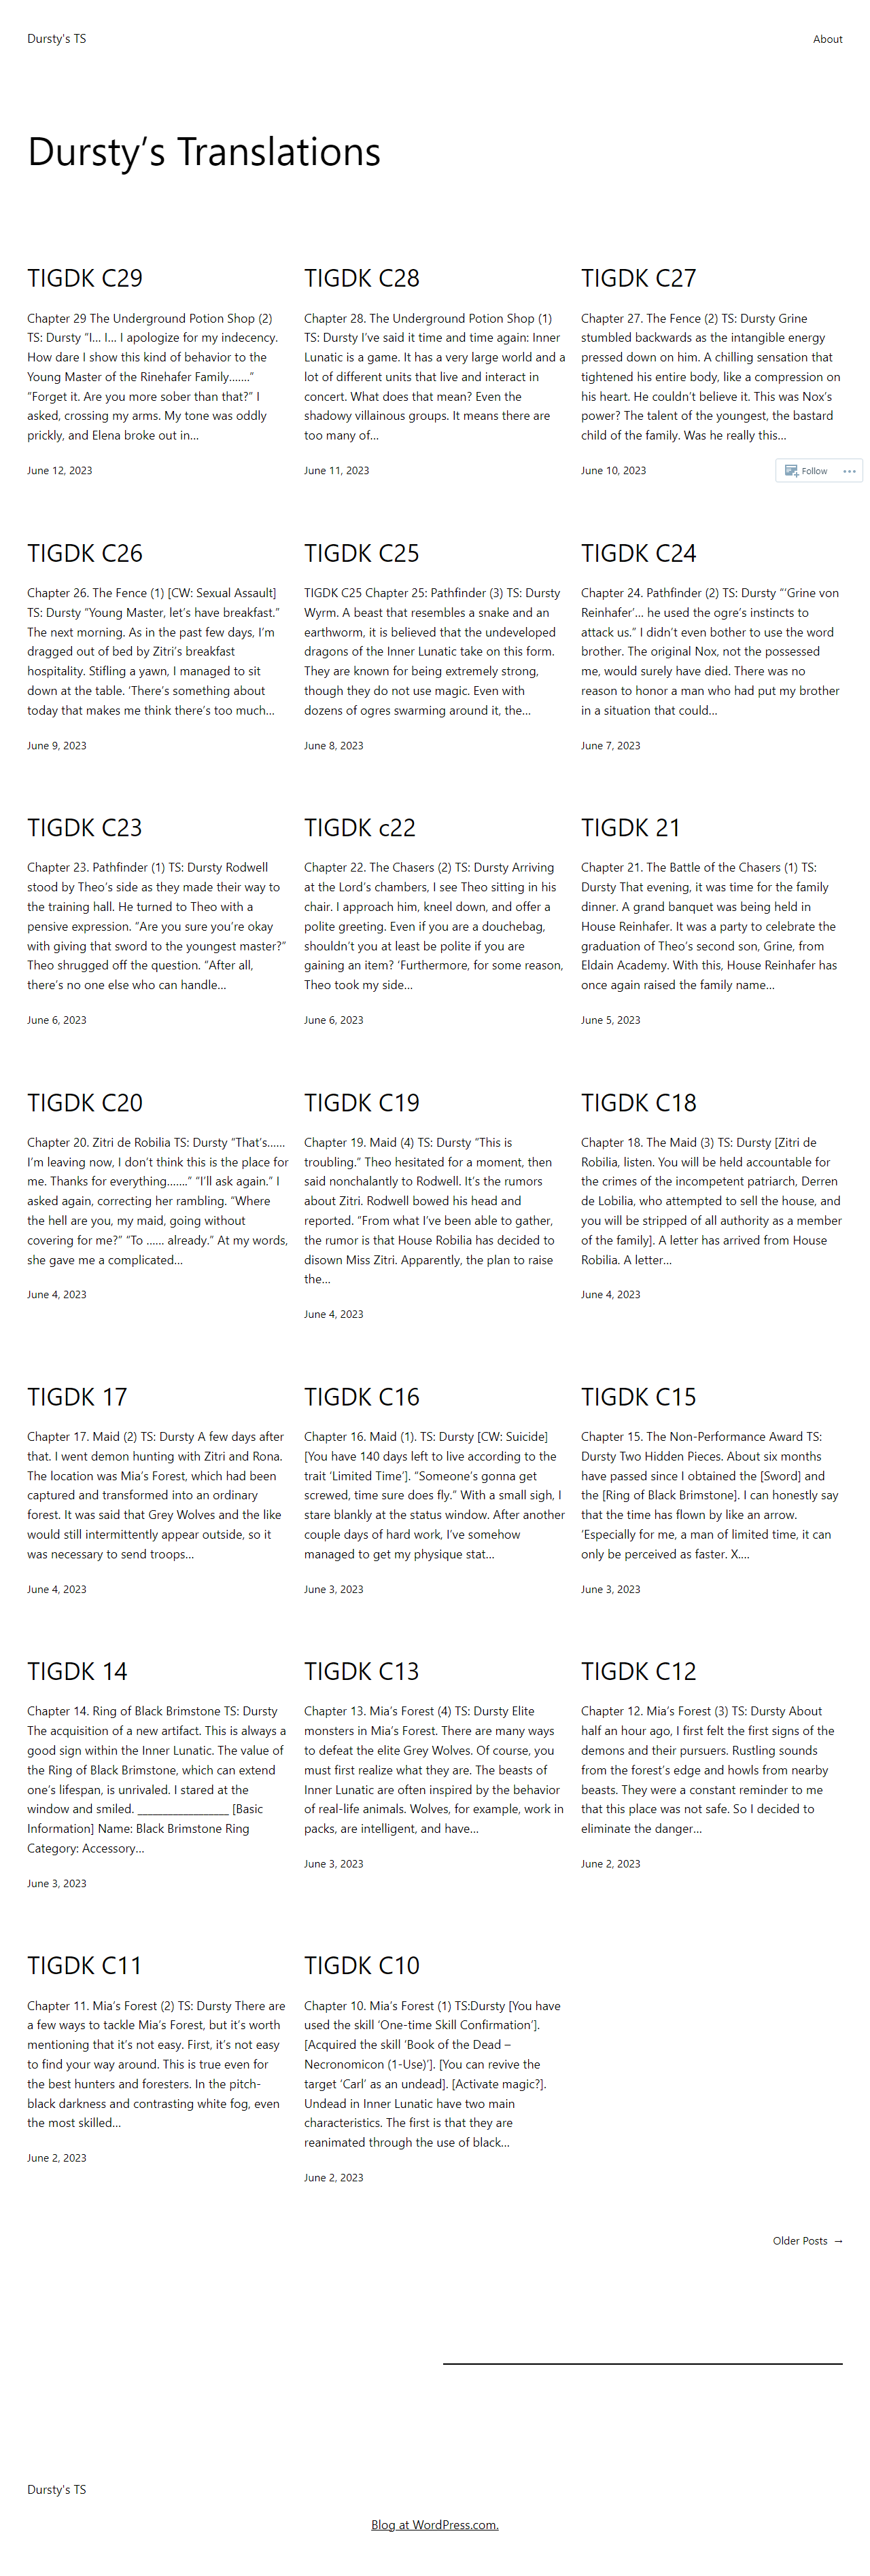 Dursty's TS
About
Dursty’s Translations
TIGDK C29
Chapter 29 The Underground Potion Shop (2)
TS: Dursty “I… I… I apologize for my indecency.
How dare I show this kind of behavior to the
Young Master of the Rinehafer Family…….”
“Forget it. Are you more sober than that?” I
asked, crossing my arms. My tone was oddly
prickly, and Elena broke out in…
June 12, 2023
TIGDK C28
Chapter 28. The Underground Potion Shop (1)
TS: Dursty I’ve said it time and time again: Inner
Lunatic is a game. It has a very large world and a
lot of different units that live and interact in
concert. What does that mean? Even the
shadowy villainous groups. It means there are
too many of…
June 11, 2023
TIGDK C27
Chapter 27. The Fence (2) TS: Dursty Grine
stumbled backwards as the intangible energy
pressed down on him. A chilling sensation that
tightened his entire body, like a compression on
his heart. He couldn’t believe it. This was Nox’s
power? The talent of the youngest, the bastard
child of the family. Was he really this…
June 10, 2023
Follow
TIGDK C26
Chapter 26. The Fence (1) [CW: Sexual Assault]
TS: Dursty “Young Master, let’s have breakfast.”
The next morning. As in the past few days, I’m
dragged out of bed by Zitri’s breakfast
hospitality. Stifling a yawn, I managed to sit
down at the table. ‘There’s something about
today that makes me think there’s too much…
June 9, 2023
TIGDK C25
TIGDK C25 Chapter 25: Pathfinder (3) TS: Dursty
Wyrm. A beast that resembles a snake and an
earthworm, it is believed that the undeveloped
dragons of the Inner Lunatic take on this form.
They are known for being extremely strong,
though they do not use magic. Even with
dozens of ogres swarming around it, the…
June 8, 2023
TIGDK C24
Chapter 24. Pathfinder (2) TS: Dursty “‘Grine von
Reinhafer’… he used the ogre’s instincts to
attack us.” I didn’t even bother to use the word
brother. The original Nox, not the possessed
me, would surely have died. There was no
reason to honor a man who had put my brother
in a situation that could…
June 7, 2023
TIGDK C23
Chapter 23. Pathfinder (1) TS: Dursty Rodwell
stood by Theo’s side as they made their way to
the training hall. He turned to Theo with a
pensive expression. “Are you sure you’re okay
with giving that sword to the youngest master?”
Theo shrugged off the question. “After all,
there’s no one else who can handle…
June 6, 2023
TIGDK c22
Chapter 22. The Chasers (2) TS: Dursty Arriving
at the Lord’s chambers, I see Theo sitting in his
chair. I approach him, kneel down, and offer a
polite greeting. Even if you are a douchebag,
shouldn’t you at least be polite if you are
gaining an item? ‘Furthermore, for some reason,
Theo took my side…
June 6, 2023
TIGDK 21
Chapter 21. The Battle of the Chasers (1) TS:
Dursty That evening, it was time for the family
dinner. A grand banquet was being held in
House Reinhafer. It was a party to celebrate the
graduation of Theo’s second son, Grine, from
Eldain Academy. With this, House Reinhafer has
once again raised the family name…
June 5, 2023
TIGDK C20
Chapter 20. Zitri de Robilia TS: Dursty “That’s……
I’m leaving now, I don’t think this is the place for
me. Thanks for everything…….” “I’ll ask again.” I
asked again, correcting her rambling. “Where
the hell are you, my maid, going without
covering for me?” “To …… already.” At my words,
she gave me a complicated…
June 4, 2023
TIGDK C19
Chapter 19. Maid (4) TS: Dursty “This is
troubling.” Theo hesitated for a moment, then
said nonchalantly to Rodwell. It’s the rumors
about Zitri. Rodwell bowed his head and
reported. “From what I’ve been able to gather,
the rumor is that House Robilia has decided to
disown Miss Zitri. Apparently, the plan to raise
the…
June 4, 2023
TIGDK C18
Chapter 18. The Maid (3) TS: Dursty [Zitri de
Robilia, listen. You will be held accountable for
the crimes of the incompetent patriarch, Derren
de Lobilia, who attempted to sell the house, and
you will be stripped of all authority as a member
of the family]. A letter has arrived from House
Robilia. A letter…
June 4, 2023
TIGDK 17
Chapter 17. Maid (2) TS: Dursty A few days after
that. I went demon hunting with Zitri and Rona.
The location was Mia’s Forest, which had been
captured and transformed into an ordinary
forest. It was said that Grey Wolves and the like
would still intermittently appear outside, so it
was necessary to send troops…
June 4, 2023
TIGDK C16
Chapter 16. Maid (1). TS: Dursty [CW: Suicide]
[You have 140 days left to live according to the
trait ‘Limited Time’]. “Someone’s gonna get
screwed, time sure does fly.” With a small sigh, I
stare blankly at the status window. After another
couple days of hard work, I’ve somehow
managed to get my physique stat…
June 3, 2023
TIGDK C15
Chapter 15. The Non-Performance Award TS:
Dursty Two Hidden Pieces. About six months
have passed since I obtained the [Sword] and
the [Ring of Black Brimstone]. I can honestly say
that the time has flown by like an arrow.
‘Especially for me, a man of limited time, it can
only be perceived as faster. X.…
June 3, 2023
TIGDK 14
Chapter 14. Ring of Black Brimstone TS: Dursty
The acquisition of a new artifact. This is always a
good sign within the Inner Lunatic. The value of
the Ring of Black Brimstone, which can extend
one’s lifespan, is unrivaled. I stared at the
window and smiled. _________________ [Basic
Information] Name: Black Brimstone Ring
Category: Accessory…
June 3, 2023
TIGDK C13
Chapter 13. Mia’s Forest (4) TS: Dursty Elite
monsters in Mia’s Forest. There are many ways
to defeat the elite Grey Wolves. Of course, you
must first realize what they are. The beasts of
Inner Lunatic are often inspired by the behavior
of real-life animals. Wolves, for example, work in
packs, are intelligent, and have…
June 3, 2023
TIGDK C12
Chapter 12. Mia’s Forest (3) TS: Dursty About
half an hour ago, I first felt the first signs of the
demons and their pursuers. Rustling sounds
from the forest’s edge and howls from nearby
beasts. They were a constant reminder to me
that this place was not safe. So I decided to
eliminate the danger…
June 2, 2023
TIGDK C11
Chapter 11. Mia’s Forest (2) TS: Dursty There are
a few ways to tackle Mia’s Forest, but it’s worth
mentioning that it’s not easy. First, it’s not easy
to find your way around. This is true even for
the best hunters and foresters. In the pitch-
black darkness and contrasting white fog, even
the most skilled…
June 2, 2023
TIGDK C10
Chapter 10. Mia’s Forest (1) TS:Dursty [You have
used the skill ‘One-time Skill Confirmation’].
[Acquired the skill ‘Book of the Dead –
Necronomicon (1-Use)’]. [You can revive the
target ‘Carl’ as an undead]. [Activate magic?].
Undead in Inner Lunatic have two main
characteristics. The first is that they are
reanimated through the use of black…
June 2, 2023
Older Posts →
Dursty's TS
Blog at WordPress.com.